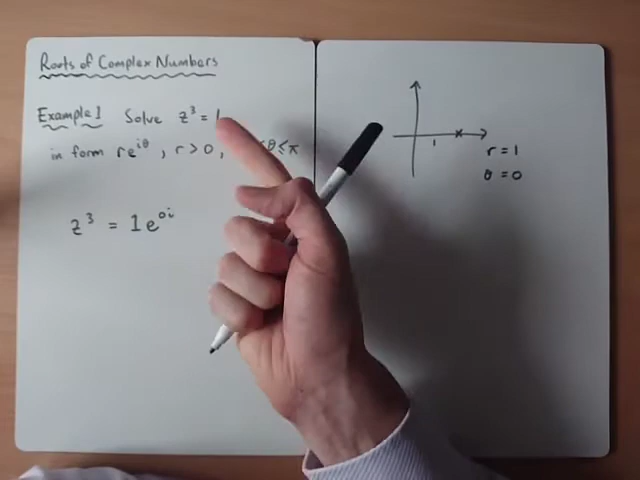 Roots of Complex Numbers
Example 1 Solve z³ = 1
in form re^iθ, r > 0, θ ≤ π
z³ = 1e^0i
1
r = 1
θ = 0